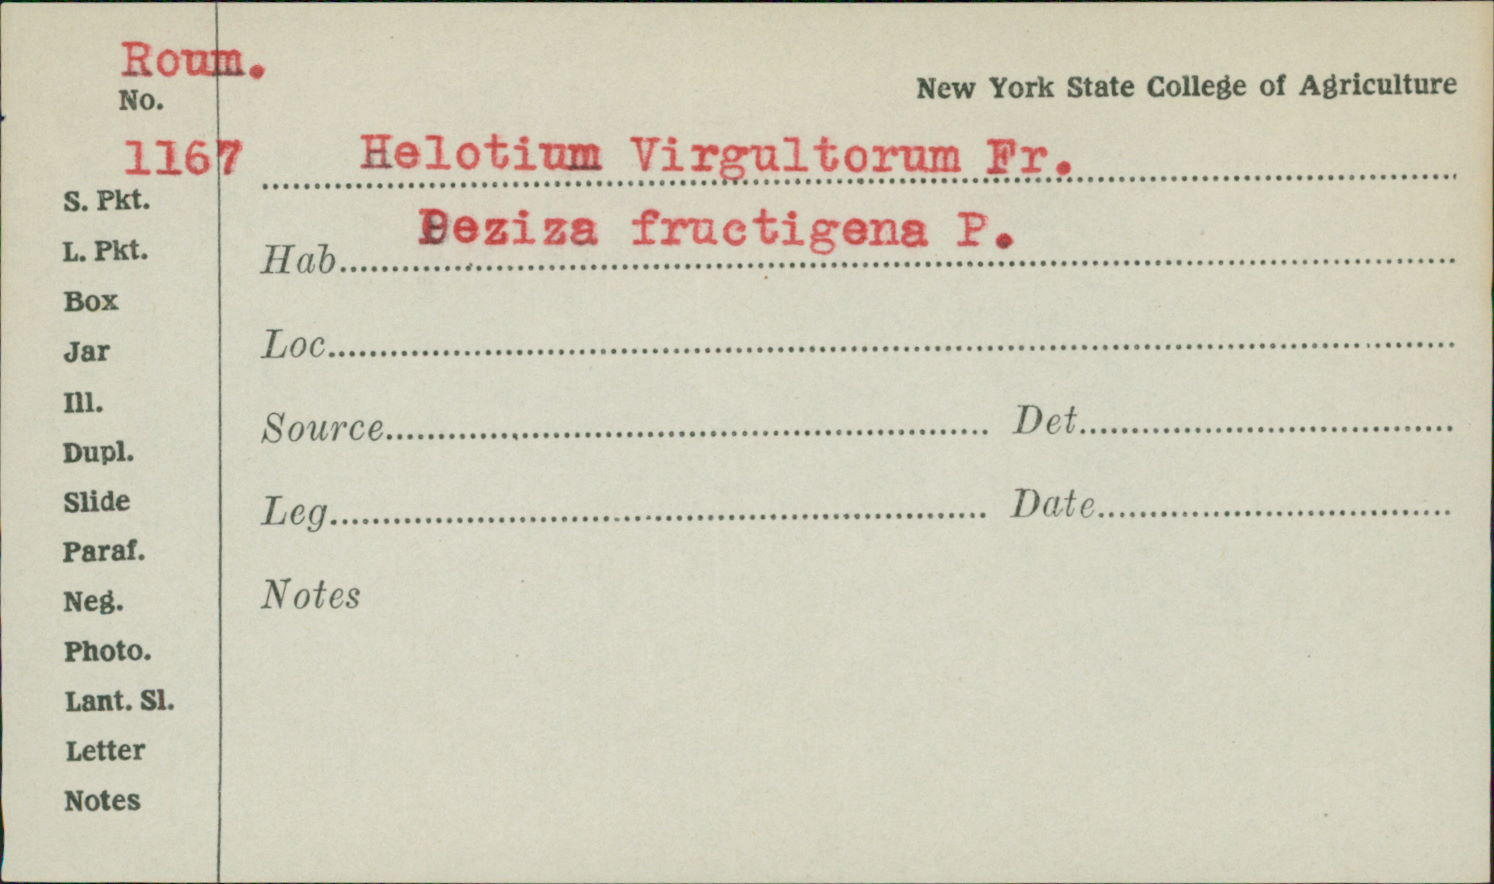 Roum.
No.
New York State College of Agriculture
1167 Helotium Virgultorum Fr.
S. Pkt.
Peziza fructigena P.
L. Pkt.
Hab
Box
Jar
Loc
Ill.
Source Det
Dupl.
Slide
Leg Date
Paraf.
Neg.
Notes
Photo.
Lant. Sl.
Letter
Notes